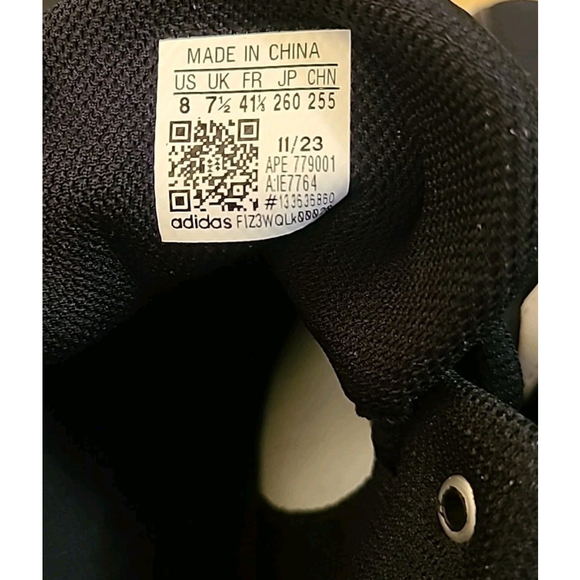 MADE IN CHINA
US UK FR JP CHN
8 7½ 41⅓ 260 255
11/23
APE 779001
A:IE7764
#133636860
adidas